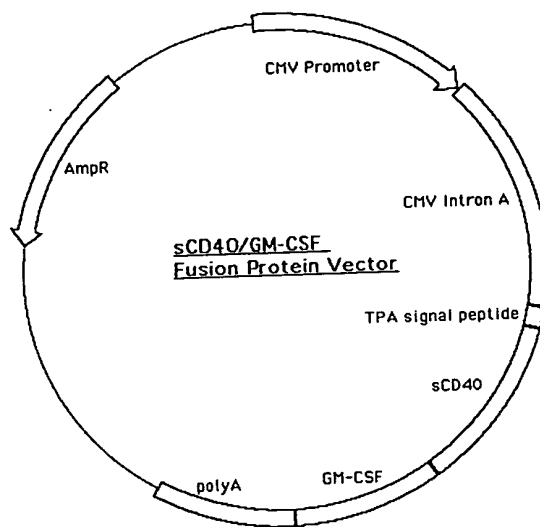 CMV Promoter
AmpR
CMV Intron A
sCD40/GM-CSF
Fusion Protein Vector
TPA signal peptide
sCD40
GM-CSF
polyA